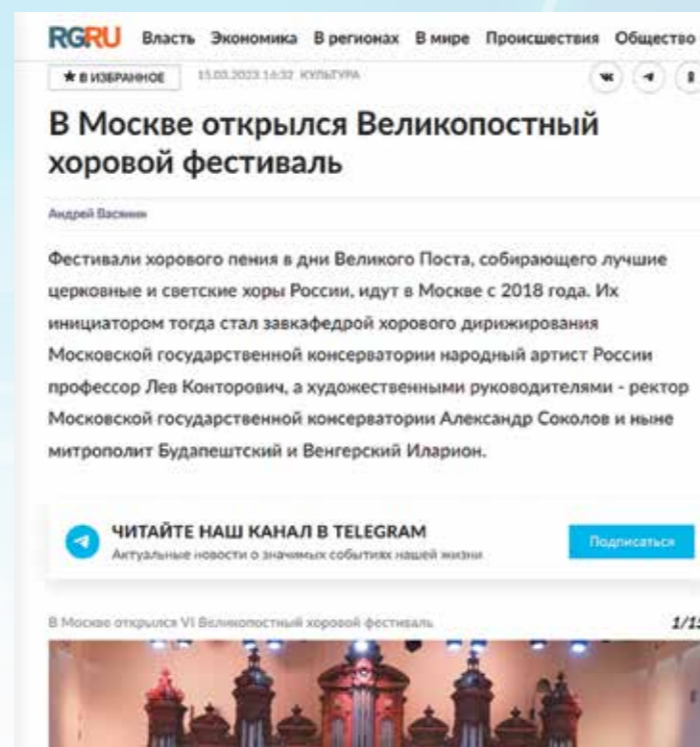 RGRU Власть Экономика В регионах В мире Происшествия Общество
★ В ИЗБРАННОЕ 15.03.2023 16:32 КУЛЬТУРА
В Москве открылся Великопостный
хоровой фестиваль
Андрей Васянин
Фестивали хорового пения в дни Великого Поста, собирающего лучшие
церковные и светские хоры России, идут в Москве с 2018 года. Их
инициатором тогда стал завкафедрой хорового дирижирования
Московской государственной консерватории народный артист России
профессор Лев Конторович, а художественными руководителями - ректор
Московской государственной консерватории Александр Соколов и ныне
митрополит Будапештский и Венгерский Иларион.
ЧИТАЙТЕ НАШ КАНАЛ В TELEGRAM
Актуальные новости о значимых событиях нашей жизни
Подписаться
В Москве открылся VI Великопостный хоровой фестиваль 1/15